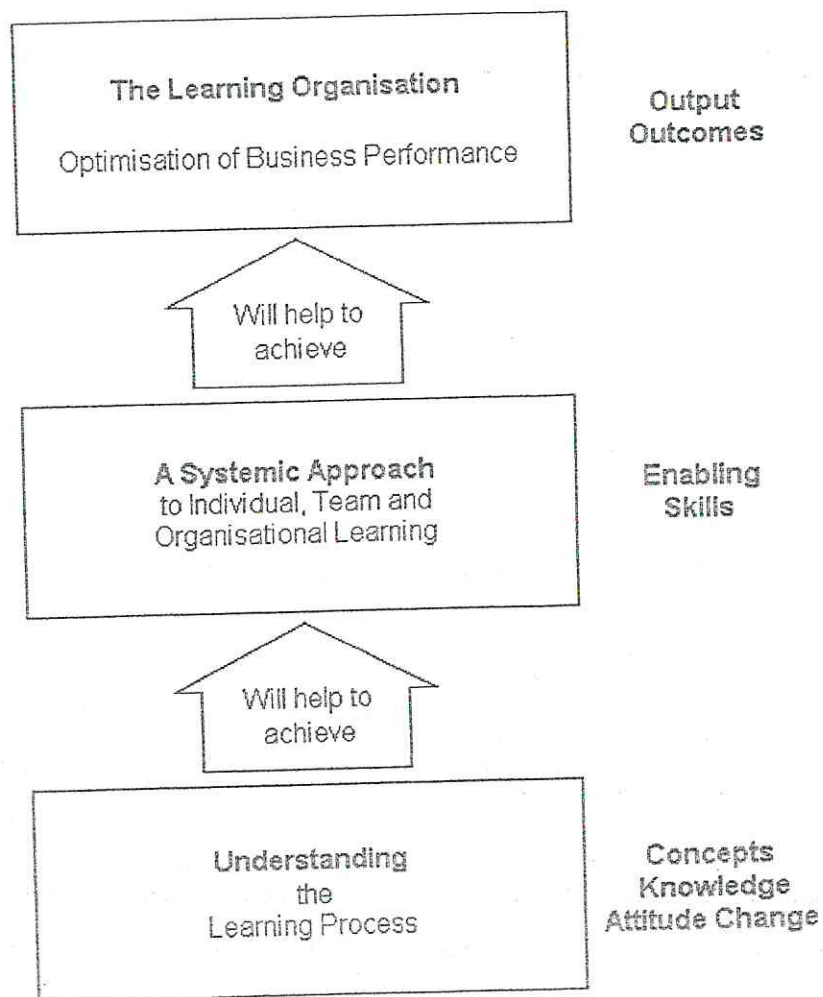 The Learning Organisation
Optimisation of Business Performance
Output
Outcomes
Will help to
achieve
A Systemic Approach
to Individual, Team and
Organisational Learning
Enabling
Skills
Will help to
achieve
Understanding
the
Learning Process
Concepts
Knowledge
Attitude Change